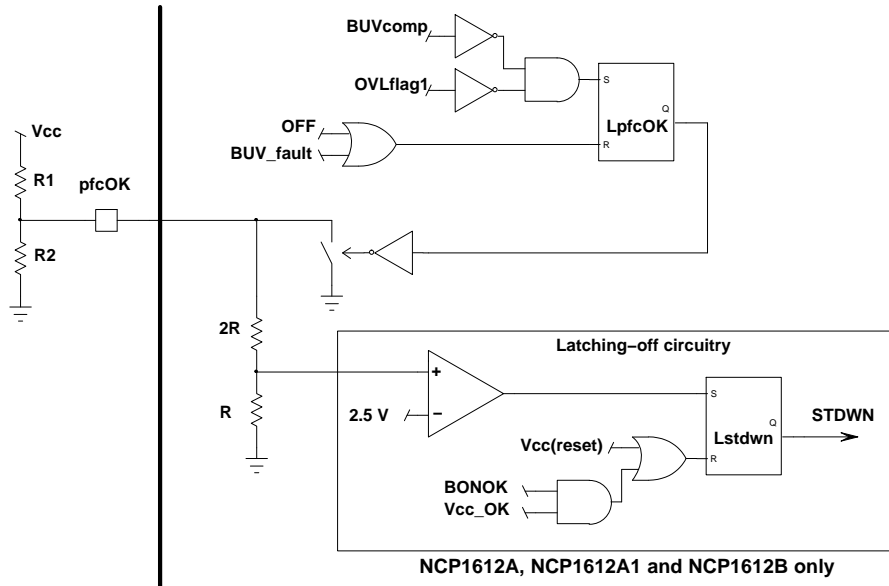 BUVcomp
OVLflag1
S
Q
LpfcOK
R
OFF
BUV_fault
Vcc
R1
pfcOK
R2
2R
R
Latching–off circuitry
+
2.5 V
–
S
Q
STDWN
Lstdwn
R
Vcc(reset)
BONOK
Vcc_OK
NCP1612A, NCP1612A1 and NCP1612B only